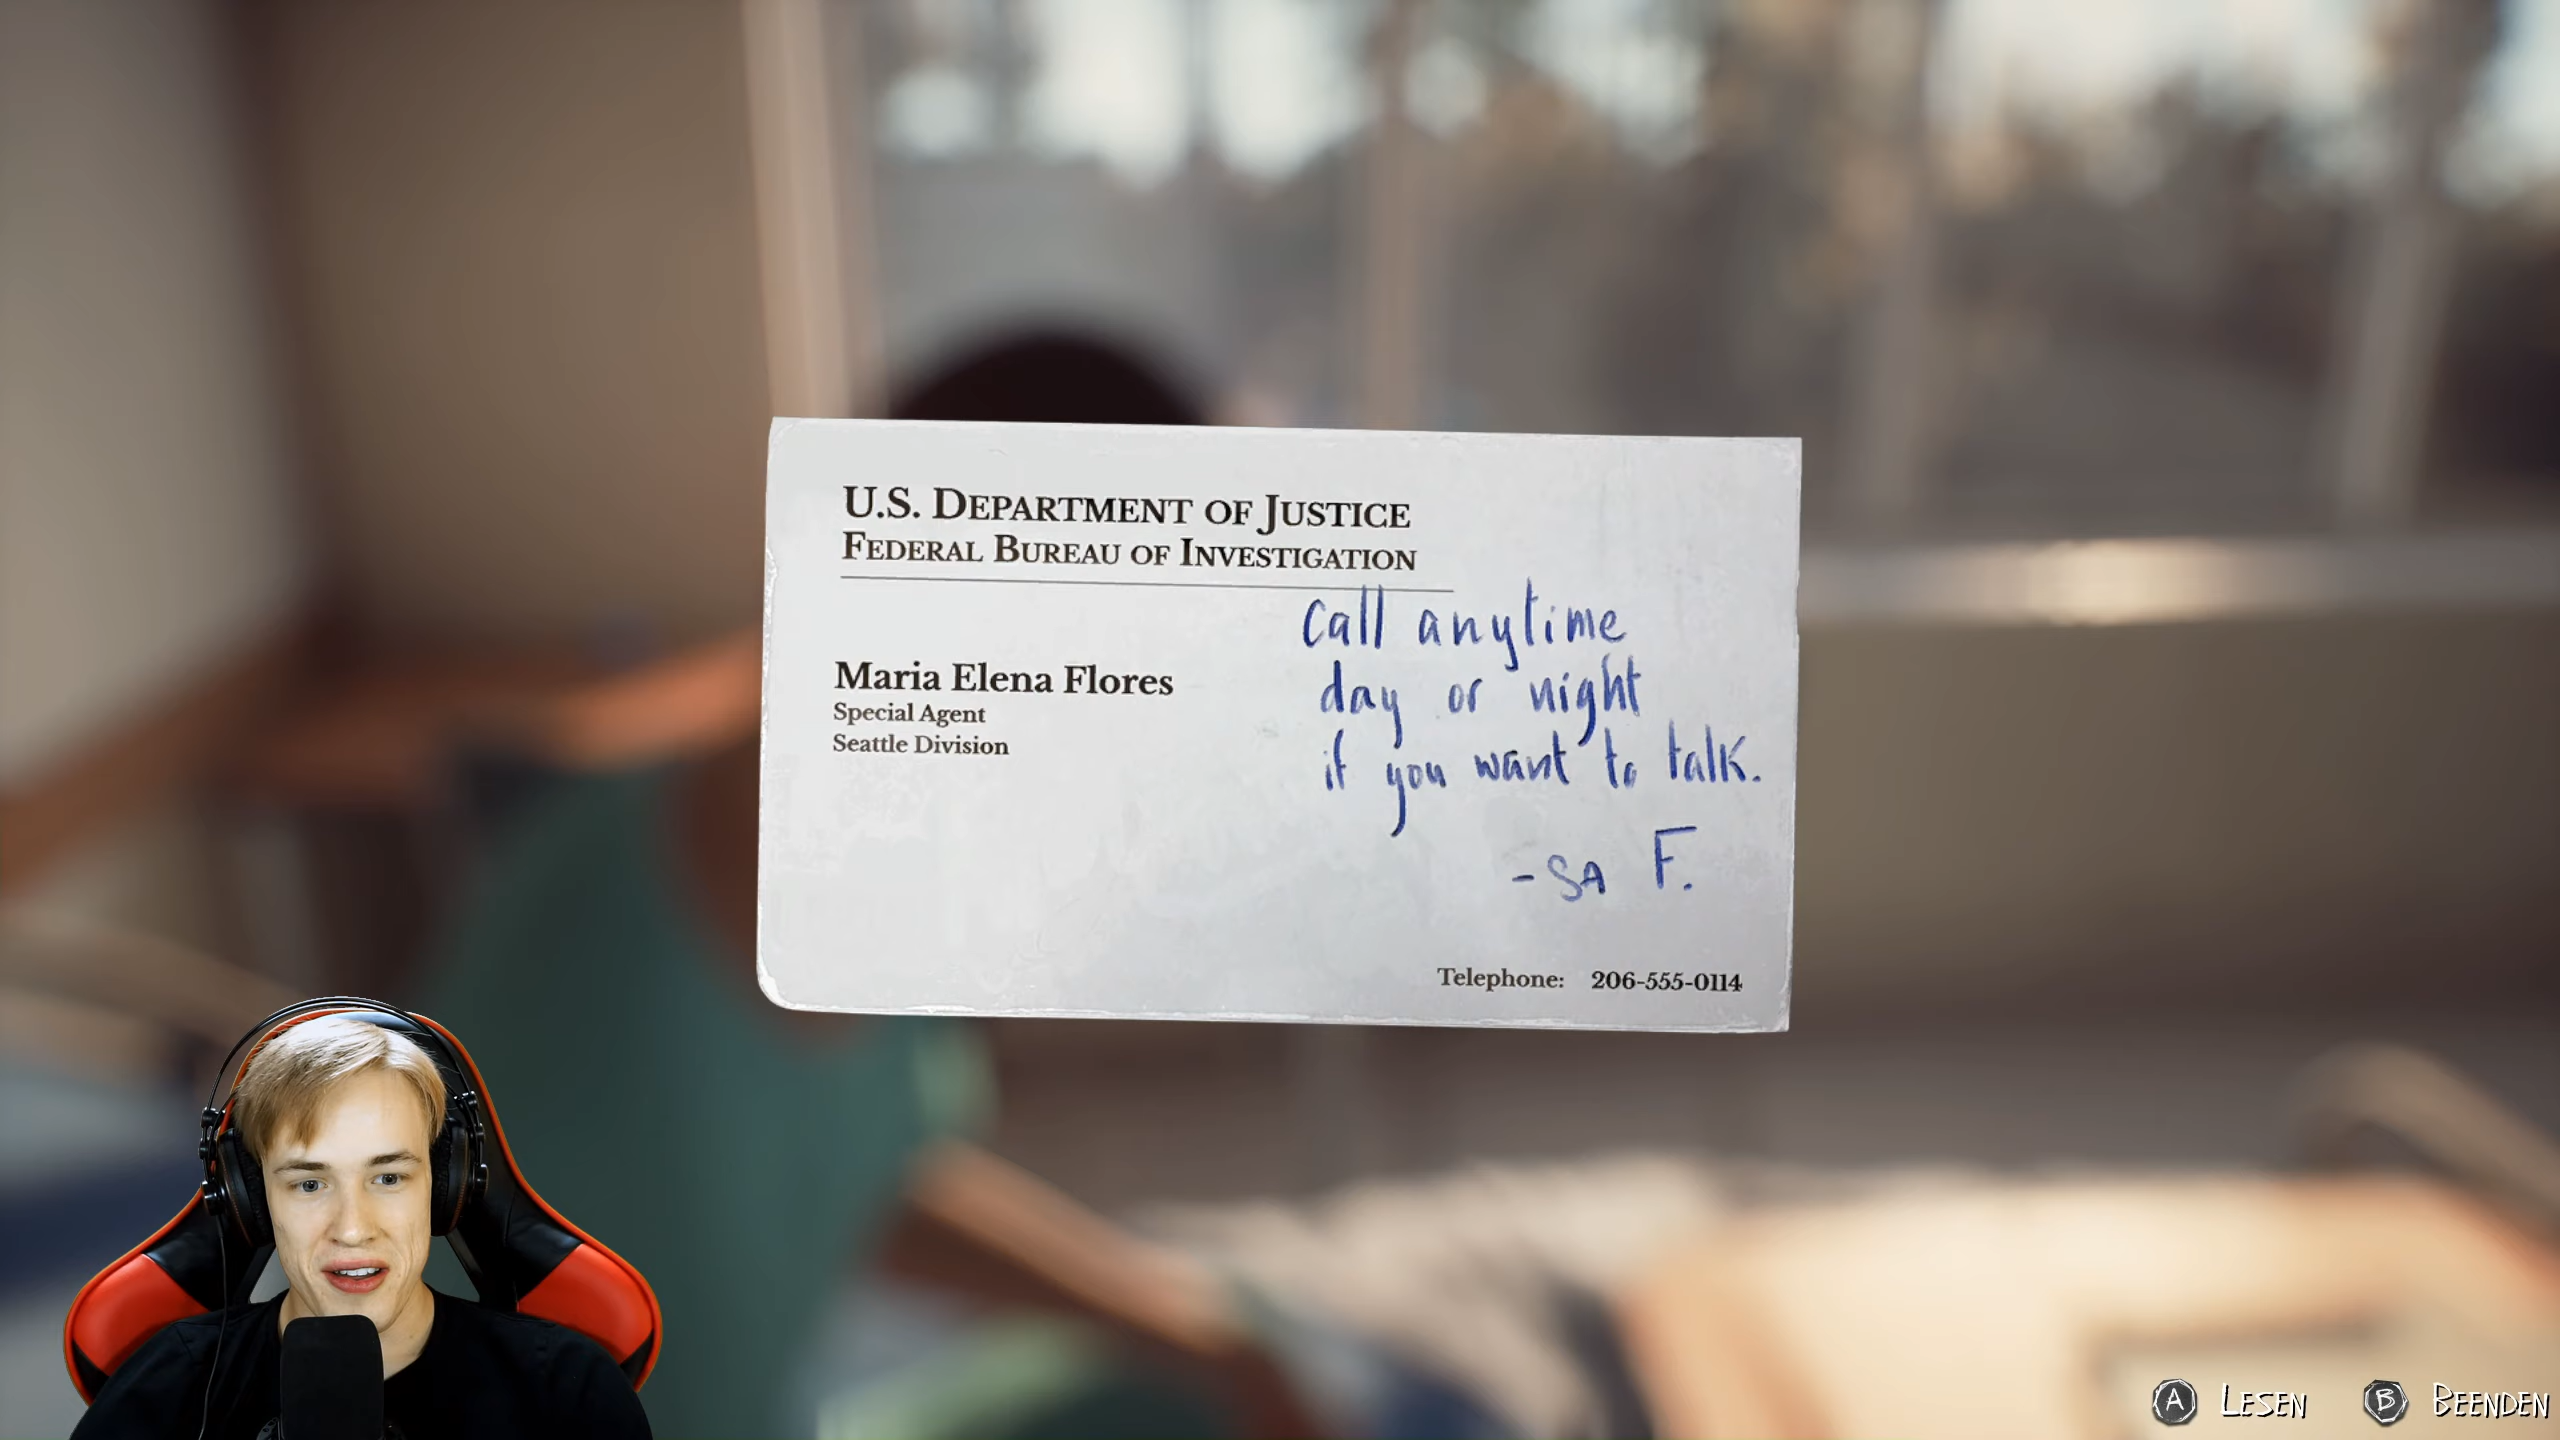 U.S. DEPARTMENT OF JUSTICE
FEDERAL BUREAU OF INVESTIGATION
call anytime
day or night
if you want to talk.
- SA F.
Maria Elena Flores
Special Agent
Seattle Division
Telephone: 206-555-0114
A LESEN B BEENDEN